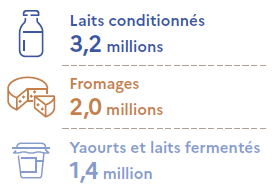 Laits conditionnés
3,2 millions
Fromages
2,0 millions
Yaourts et laits fermentés
1,4 million